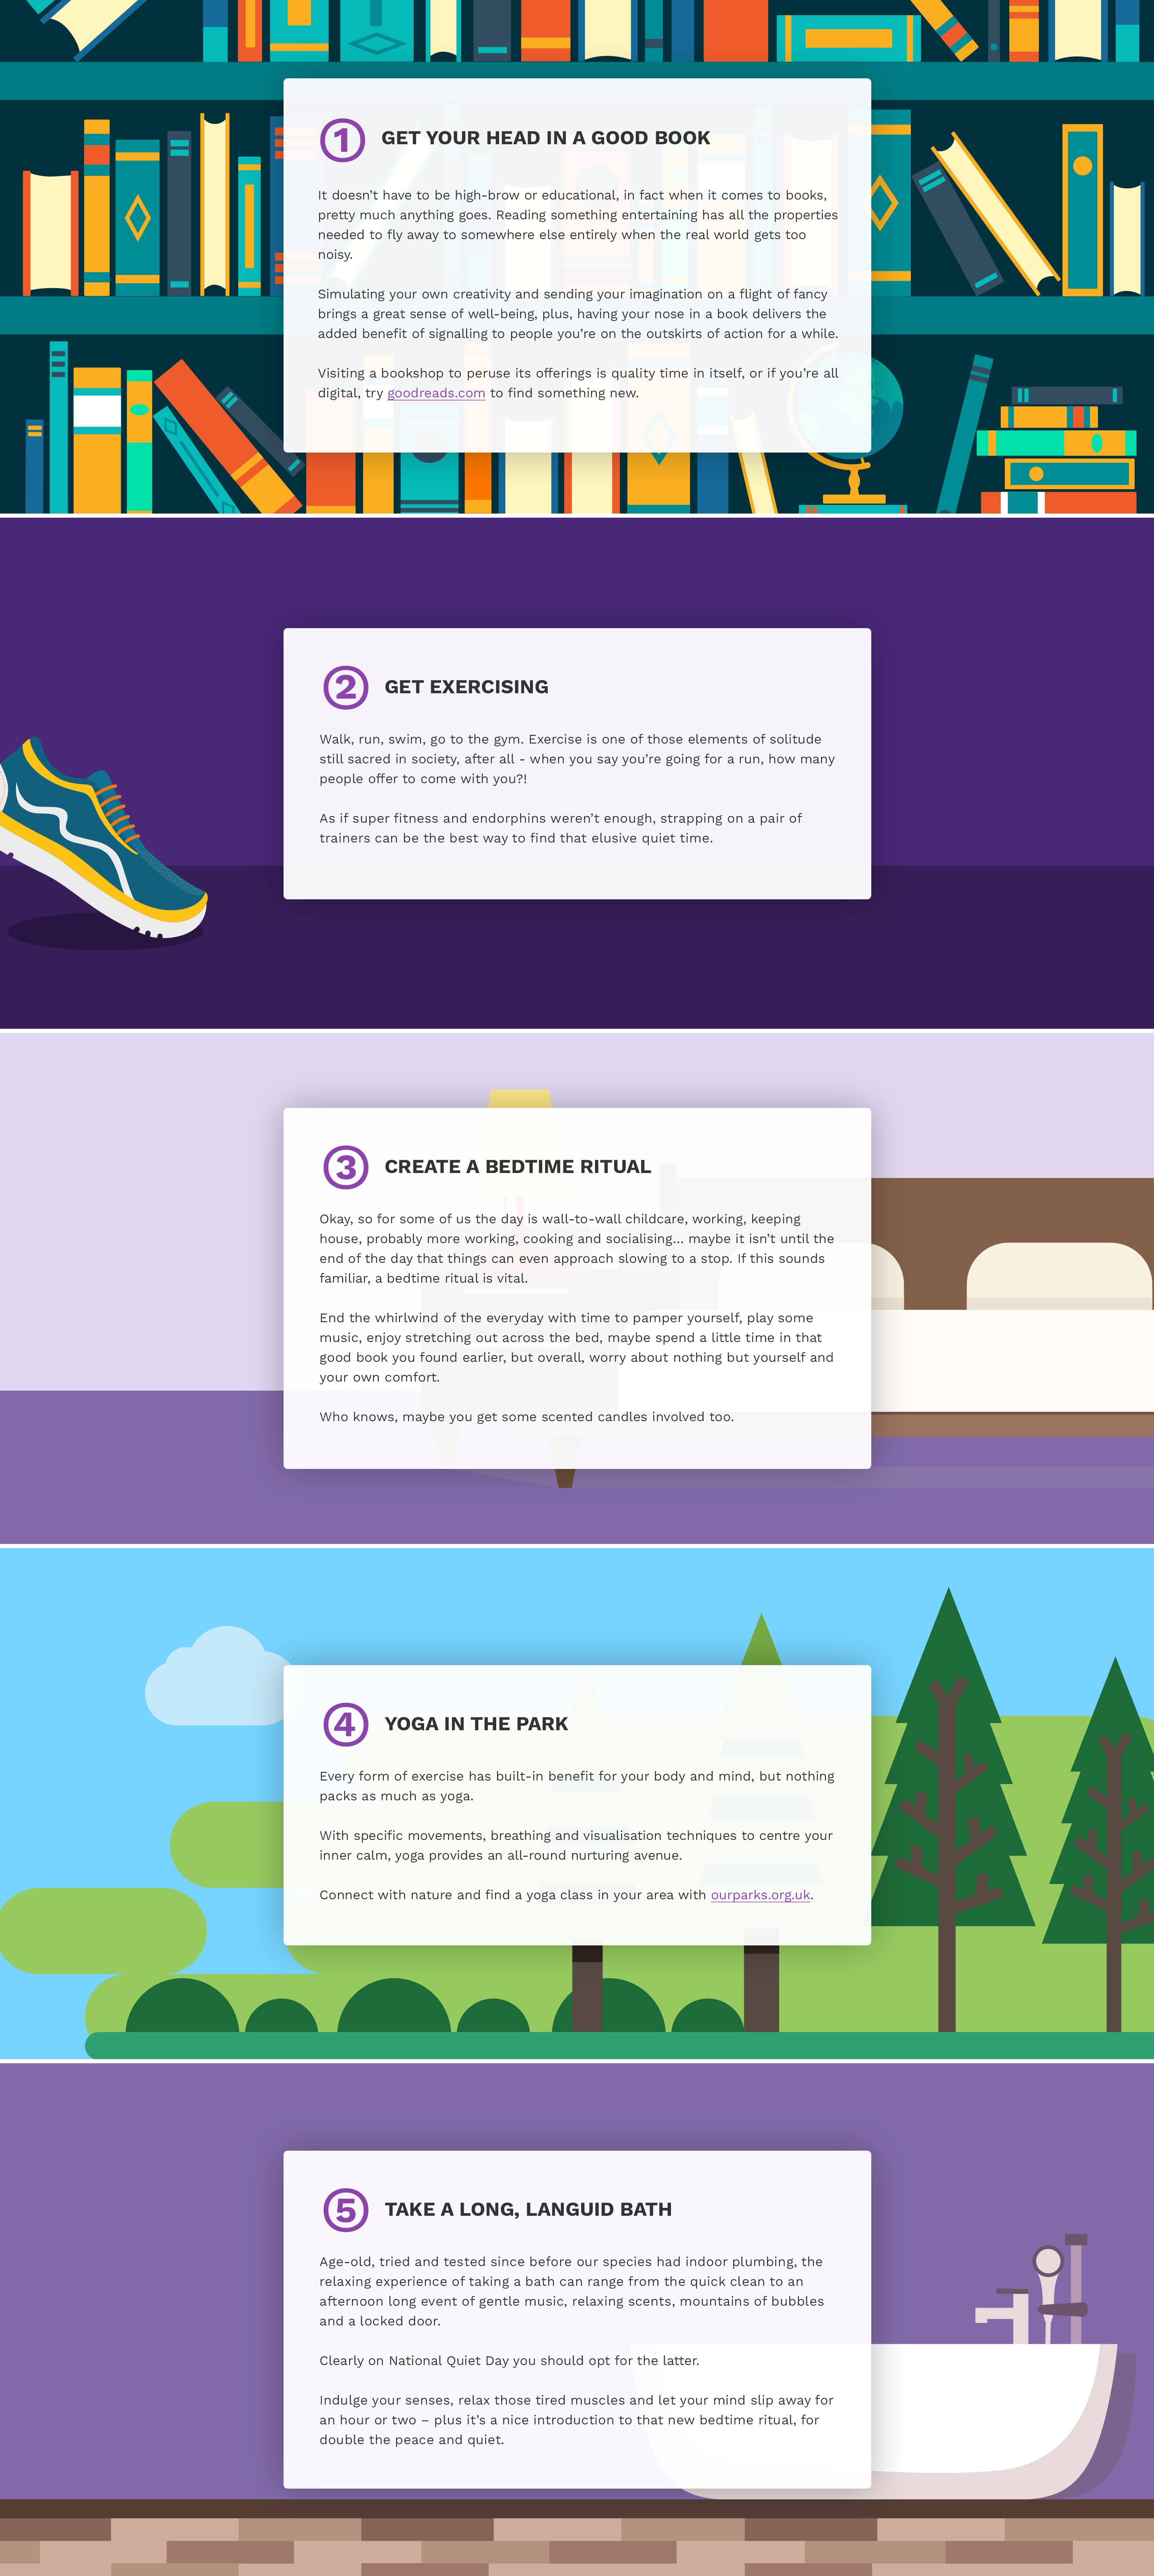 1 GET YOUR HEAD IN A GOOD BOOK
It doesn’t have to be high-brow or educational, in fact when it comes to books,
pretty much anything goes. Reading something entertaining has all the properties
needed to fly away to somewhere else entirely when the real world gets too
noisy.
Simulating your own creativity and sending your imagination on a flight of fancy
brings a great sense of well-being, plus, having your nose in a book delivers the
added benefit of signalling to people you’re on the outskirts of action for a while.
Visiting a bookshop to peruse its offerings is quality time in itself, or if you’re all
digital, try goodreads.com to find something new.
2 GET EXERCISING
Walk, run, swim, go to the gym. Exercise is one of those elements of solitude
still sacred in society, after all - when you say you’re going for a run, how many
people offer to come with you?!
As if super fitness and endorphins weren’t enough, strapping on a pair of
trainers can be the best way to find that elusive quiet time.
3 CREATE A BEDTIME RITUAL
Okay, so for some of us the day is wall-to-wall childcare, working, keeping
house, probably more working, cooking and socialising... maybe it isn’t until the
end of the day that things can even approach slowing to a stop. If this sounds
familiar, a bedtime ritual is vital.
End the whirlwind of the everyday with time to pamper yourself, play some
music, enjoy stretching out across the bed, maybe spend a little time in that
good book you found earlier, but overall, worry about nothing but yourself and
your own comfort.
Who knows, maybe you get some scented candles involved too.
4 YOGA IN THE PARK
Every form of exercise has built-in benefit for your body and mind, but nothing
packs as much as yoga.
With specific movements, breathing and visualisation techniques to centre your
inner calm, yoga provides an all-round nurturing avenue.
Connect with nature and find a yoga class in your area with ourparks.org.uk.
5 TAKE A LONG, LANGUID BATH
Age-old, tried and tested since before our species had indoor plumbing, the
relaxing experience of taking a bath can range from the quick clean to an
afternoon long event of gentle music, relaxing scents, mountains of bubbles
and a locked door.
Clearly on National Quiet Day you should opt for the latter.
Indulge your senses, relax those tired muscles and let your mind slip away for
an hour or two – plus it’s a nice introduction to that new bedtime ritual, for
double the peace and quiet.